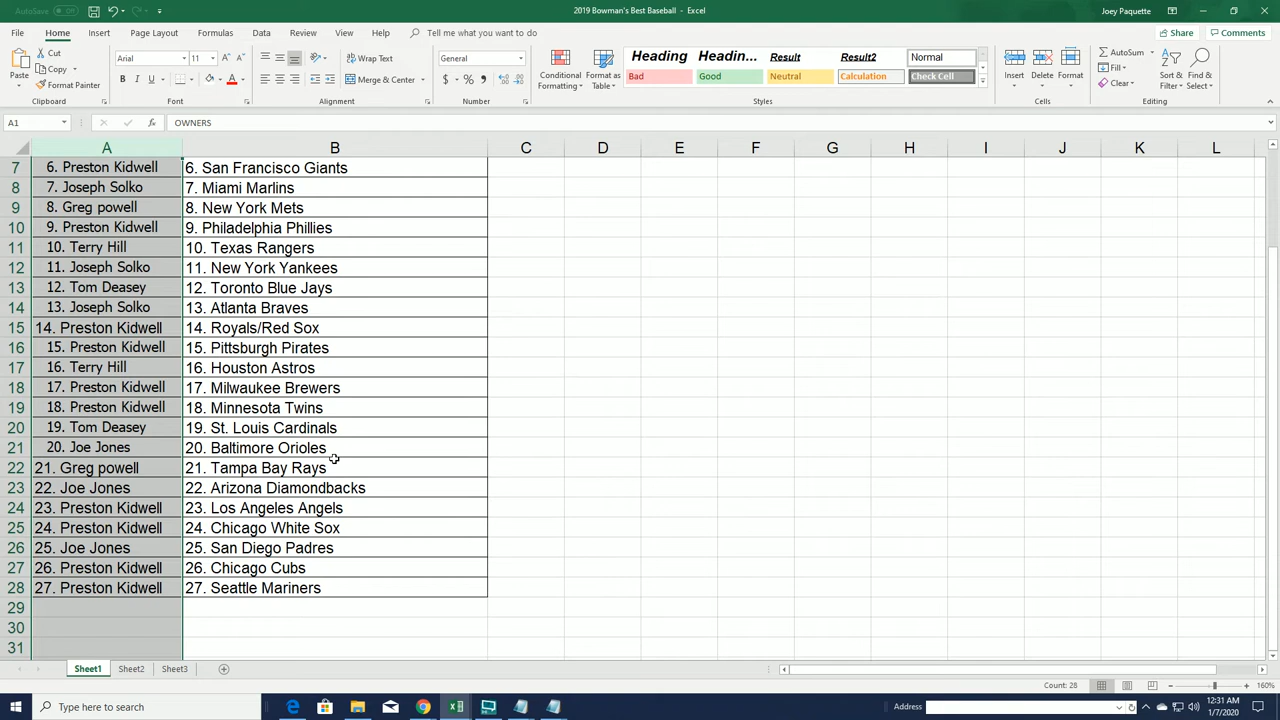 AutoSave Off
2019 Bowman's Best Baseball - Excel
Joey Paquette
File Home Insert Page Layout Formulas Data Review View Help Tell me what you want to do
Share Comments
Paste
Cut
Copy
Format Painter
Clipboard
Arial 11
B I U
Font
Wrap Text
Merge & Center
Alignment
General
$ % ,
Number
Conditional Formatting
Format as Table
Heading Headin... Result Result2 Normal
Bad Good Neutral Calculation Check Cell
Styles
Insert Delete Format
Cells
AutoSum
Fill
Clear
Sort & Filter
Find & Select
Editing
A1
fx OWNERS
A B C D E F G H I J K L
7 6. Preston Kidwell 6. San Francisco Giants
8 7. Joseph Solko 7. Miami Marlins
9 8. Greg powell 8. New York Mets
10 9. Preston Kidwell 9. Philadelphia Phillies
11 10. Terry Hill 10. Texas Rangers
12 11. Joseph Solko 11. New York Yankees
13 12. Tom Deasey 12. Toronto Blue Jays
14 13. Joseph Solko 13. Atlanta Braves
15 14. Preston Kidwell 14. Royals/Red Sox
16 15. Preston Kidwell 15. Pittsburgh Pirates
17 16. Terry Hill 16. Houston Astros
18 17. Preston Kidwell 17. Milwaukee Brewers
19 18. Preston Kidwell 18. Minnesota Twins
20 19. Tom Deasey 19. St. Louis Cardinals
21 20. Joe Jones 20. Baltimore Orioles
22 21. Greg powell 21. Tampa Bay Rays
23 22. Joe Jones 22. Arizona Diamondbacks
24 23. Preston Kidwell 23. Los Angeles Angels
25 24. Preston Kidwell 24. Chicago White Sox
26 25. Joe Jones 25. San Diego Padres
27 26. Preston Kidwell 26. Chicago Cubs
28 27. Preston Kidwell 27. Seattle Mariners
29
30
31
Sheet1 Sheet2 Sheet3
Count: 28
160%
Type here to search
Address
12:31 AM
1/7/2020